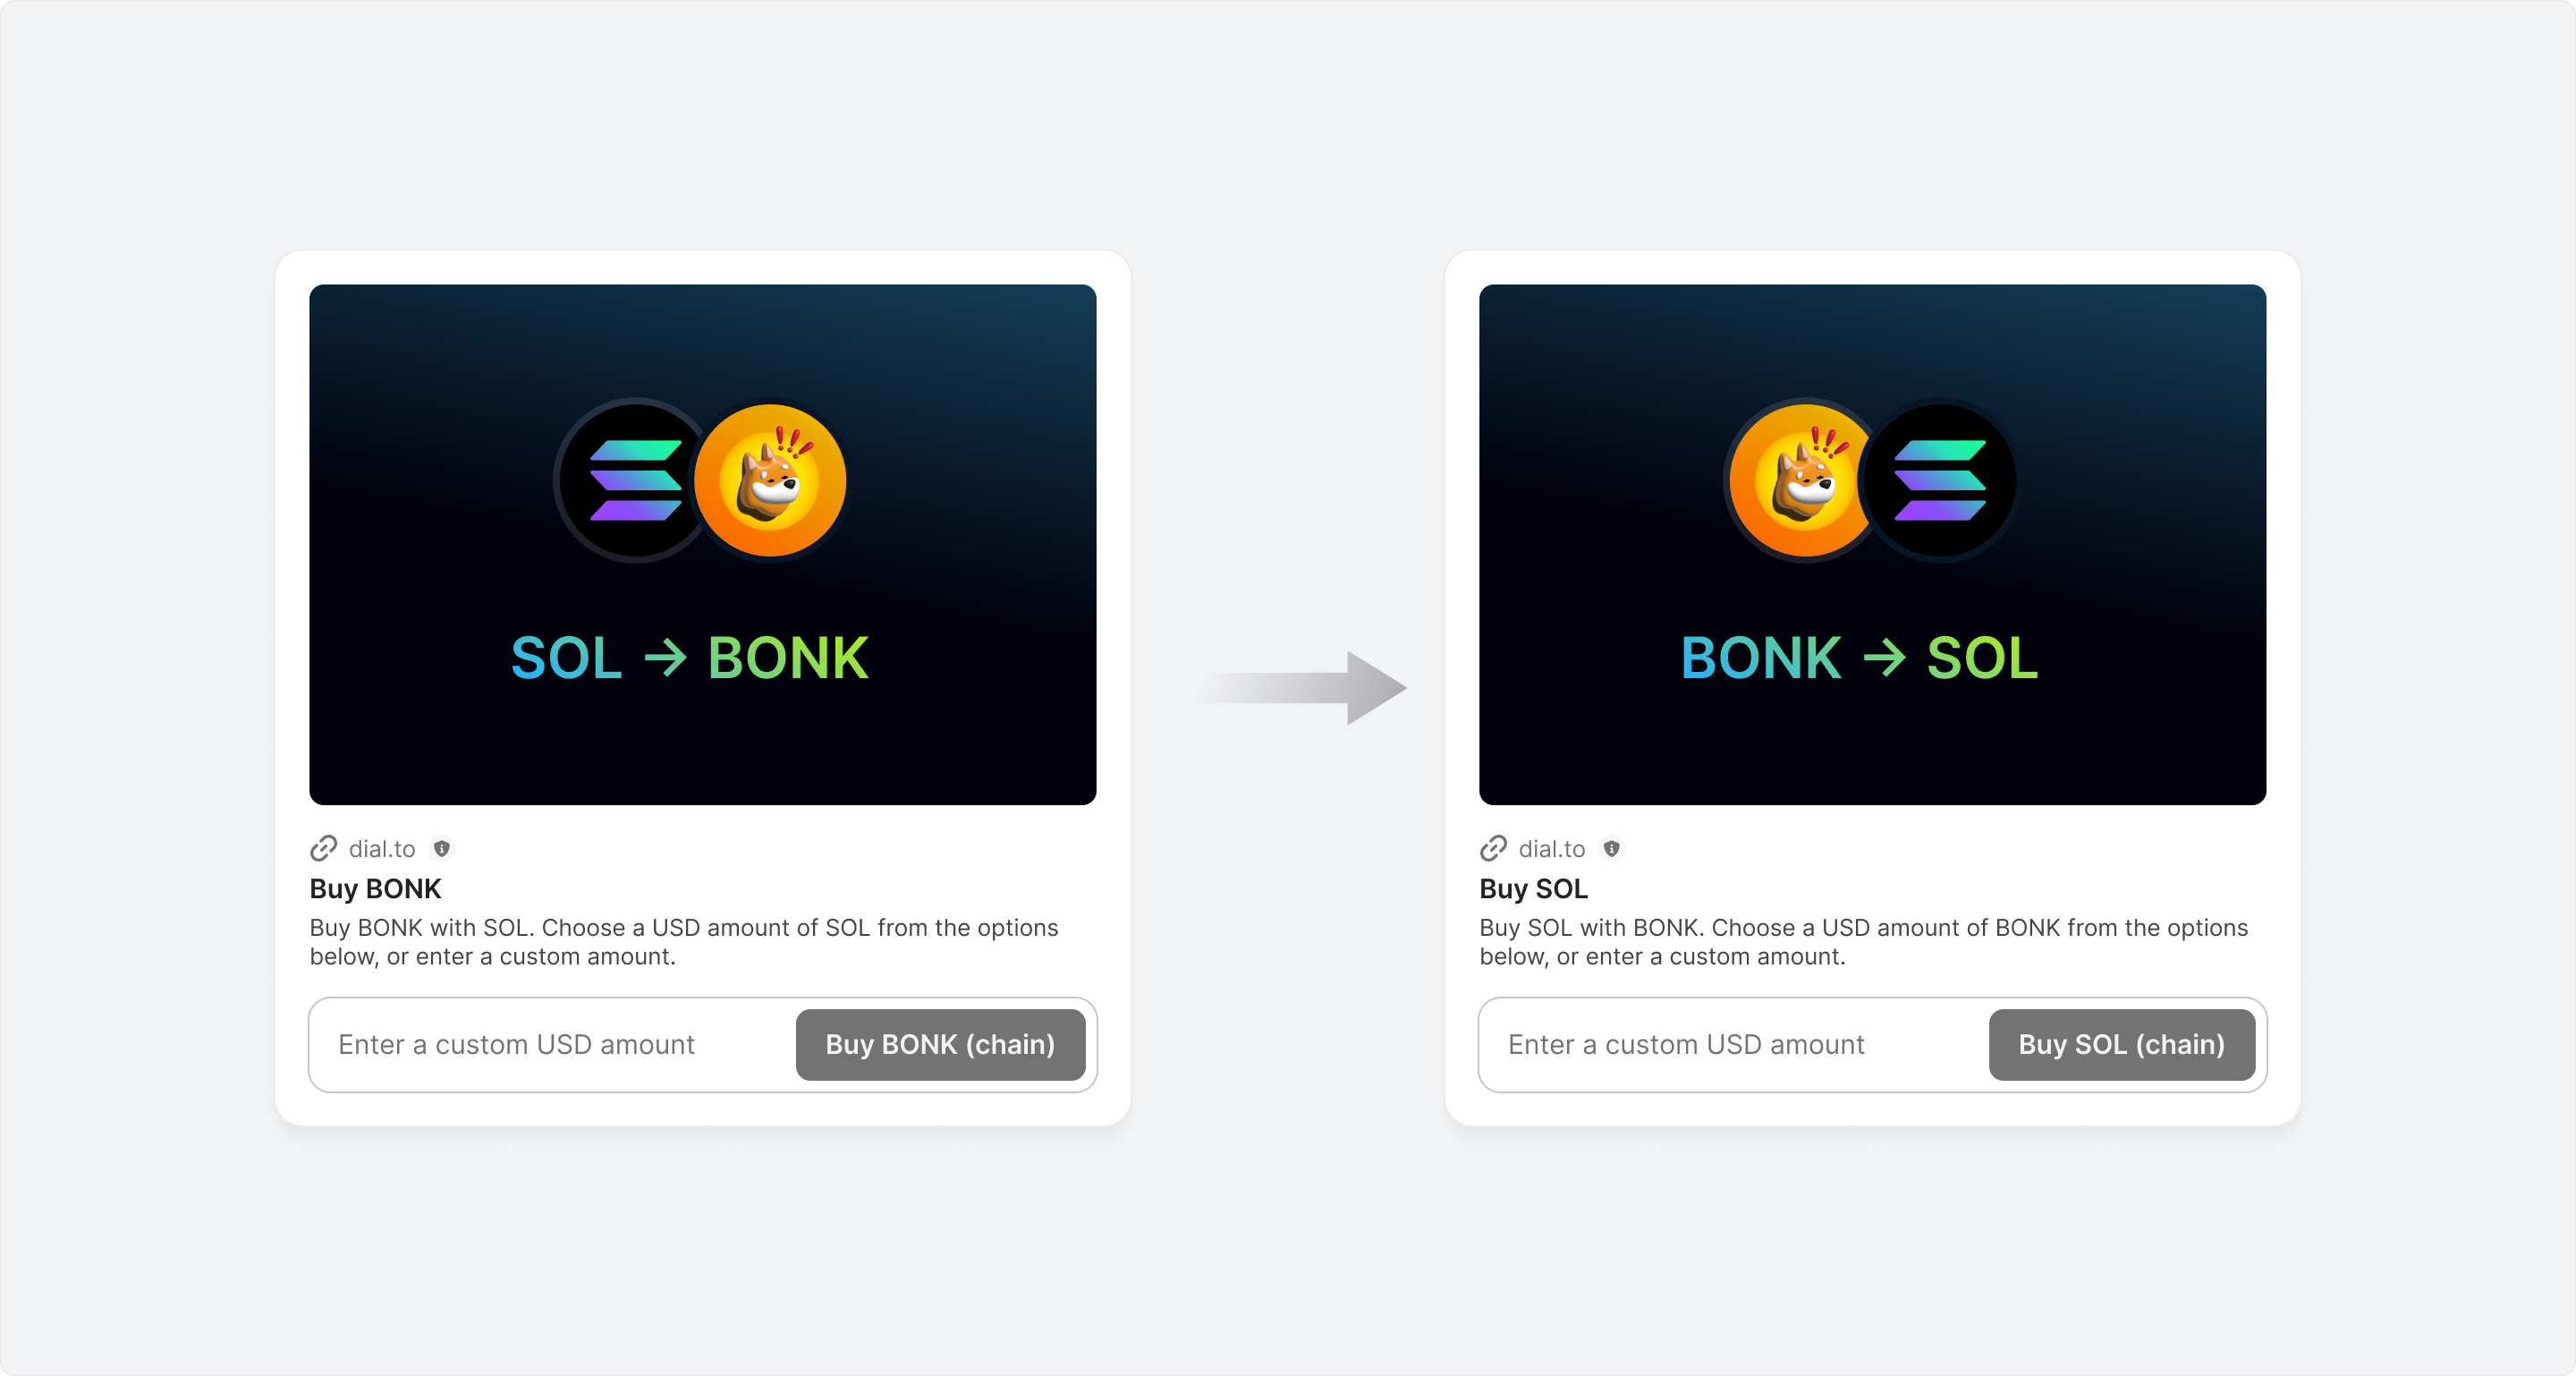 SOL → BONK
dial.to
Buy BONK
Buy BONK with SOL. Choose a USD amount of SOL from the options
below, or enter a custom amount.
Enter a custom USD amount
Buy BONK (chain)
BONK → SOL
dial.to
Buy SOL
Buy SOL with BONK. Choose a USD amount of BONK from the options
below, or enter a custom amount.
Enter a custom USD amount
Buy SOL (chain)